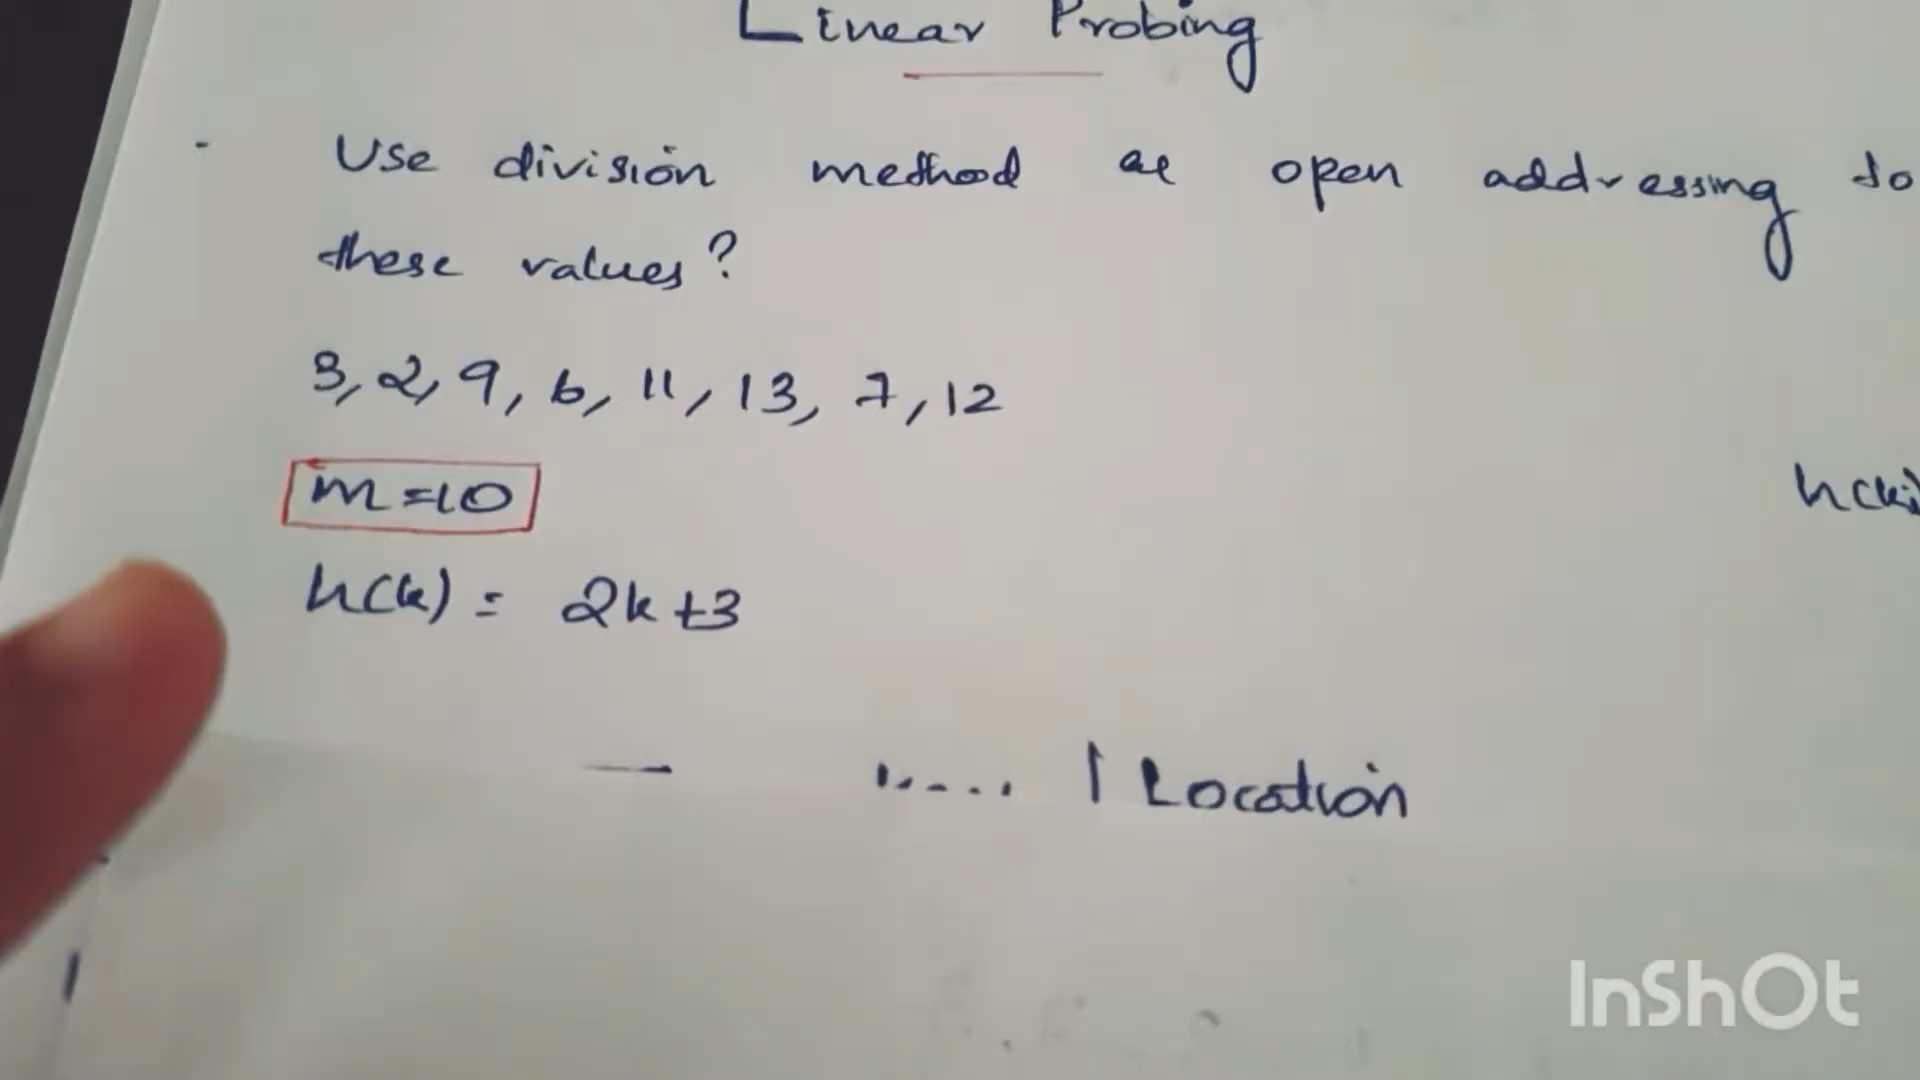 Linear Probing
Use division method as open addressing to
these values?
3, 2, 9, 6, 11, 13, 7, 12
m=10
h(k) = 2k+3
Location
InShOt